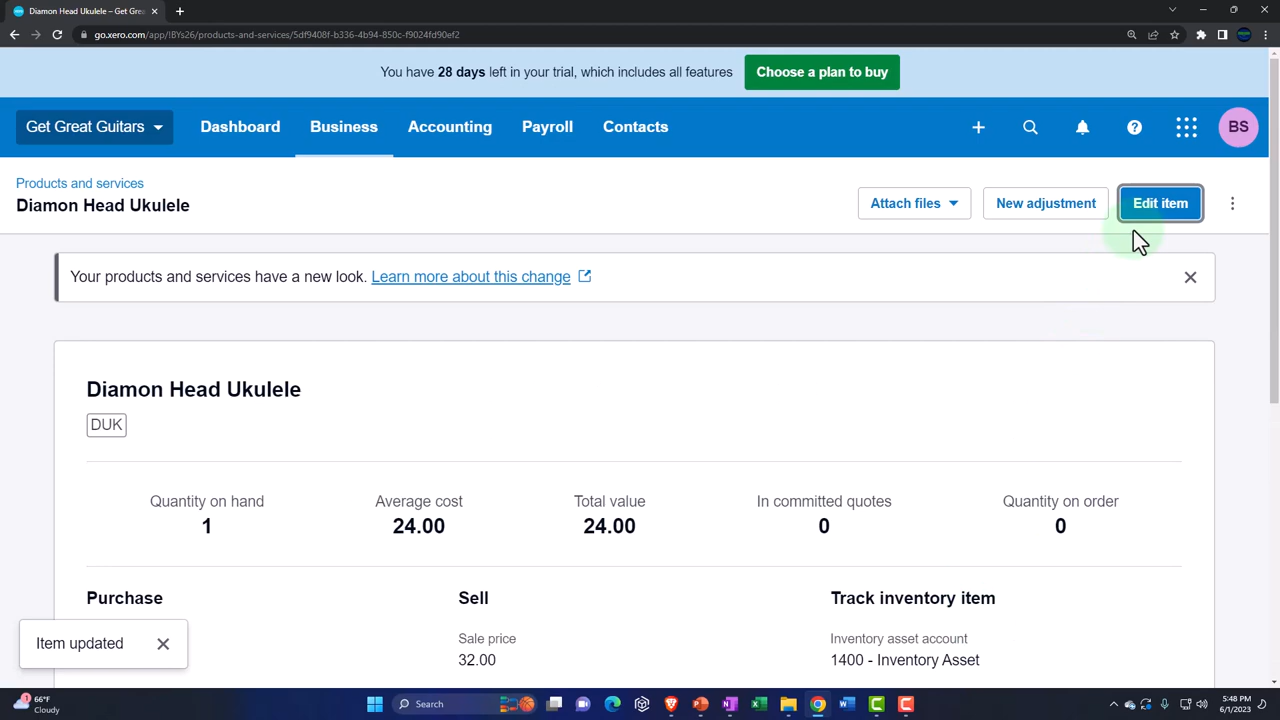 Diamon Head Ukulele – Get Grea
go.xero.com/app/!BYs26/products-and-services/5df9408f-b336-4b94-850c-f9024fd90ef2
You have 28 days left in your trial, which includes all features
Choose a plan to buy
Get Great Guitars
Dashboard
Business
Accounting
Payroll
Contacts
BS
Products and services
Diamon Head Ukulele
Attach files
New adjustment
Edit item
Your products and services have a new look. Learn more about this change
Diamon Head Ukulele
DUK
Quantity on hand
1
Average cost
24.00
Total value
24.00
In committed quotes
0
Quantity on order
0
Purchase
Sell
Track inventory item
Sale price
32.00
Inventory asset account
1400 - Inventory Asset
Item updated
1
66°F
Cloudy
Search
5:48 PM
6/1/2023